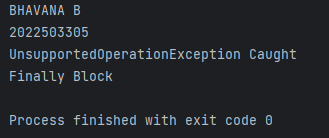 BHAVANA B
2022503305
UnsupportedOperationException Caught
Finally Block
Process finished with exit code 0